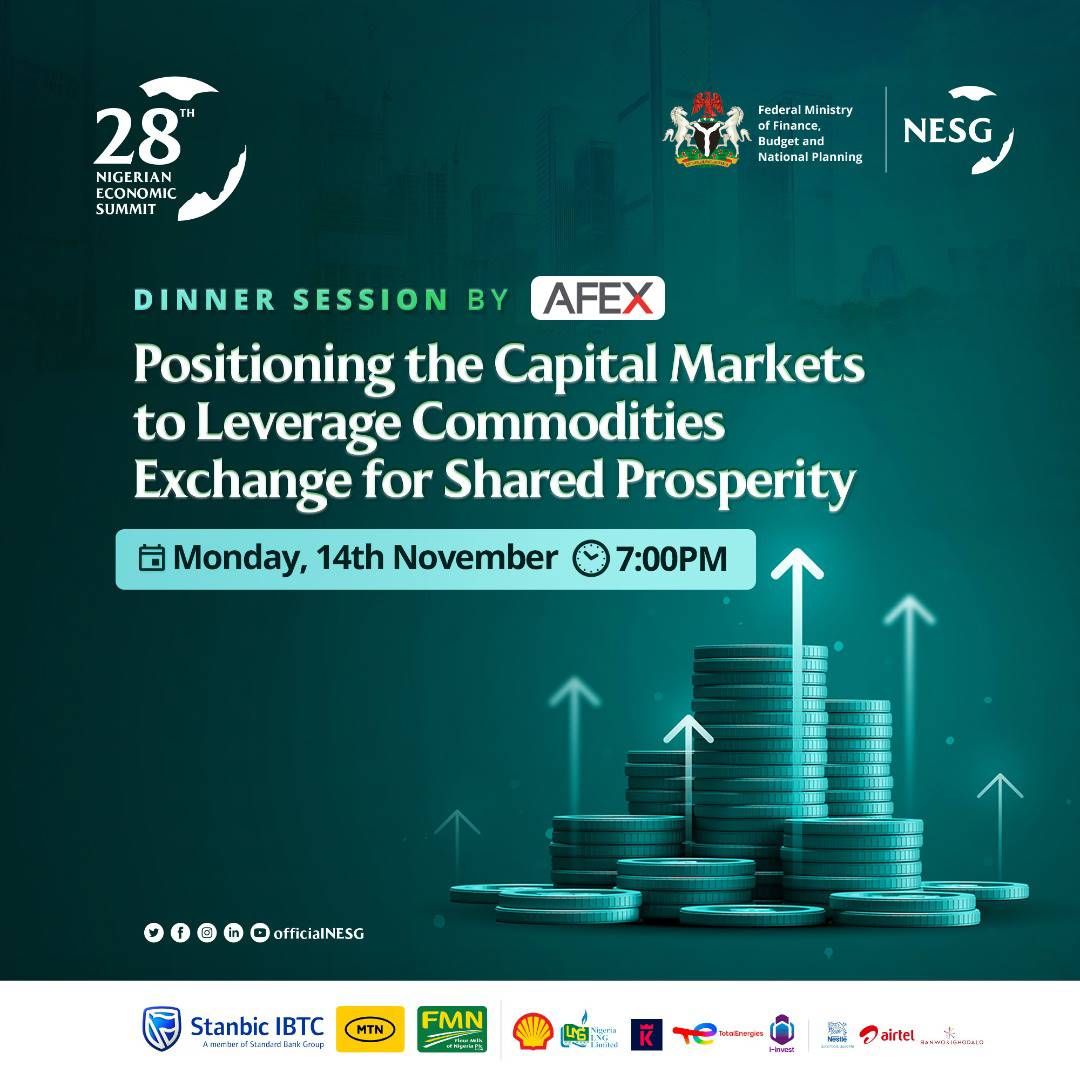 28TH
NIGERIAN
ECONOMIC
SUMMIT
Federal Ministry
of Finance,
Budget and
National Planning
NESG
DINNER SESSION BY AFEX
Positioning the Capital Markets
to Leverage Commodities
Exchange for Shared Prosperity
Monday, 14th November 7:00PM
officialNESG
Stanbic IBTC
A member of Standard Bank Group
MTN
FMN
Flour Mills
of Nigeria Plc
NLNG
Nigeria
LNG
Limited
K
TotalEnergies
i-invest
Nestlé
airtel
BANWO&IGHODALO